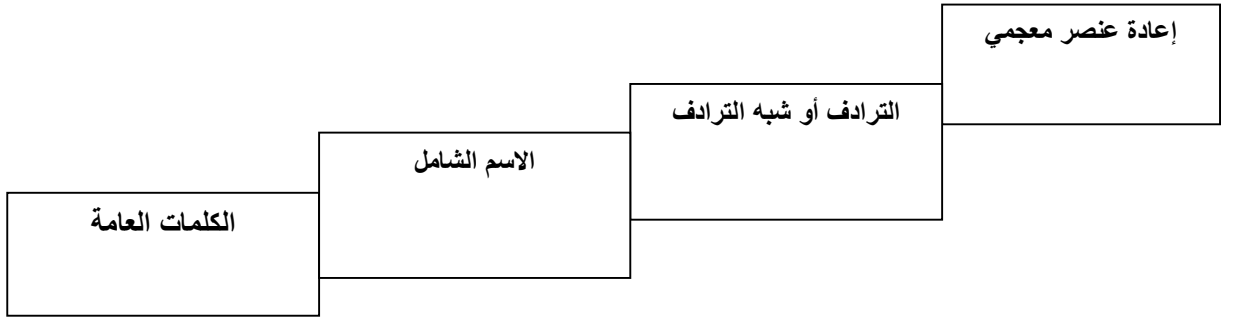 إعادة عنصر معجمي
الترادف أو شبه الترادف
الاسم الشامل
الكلمات العامة